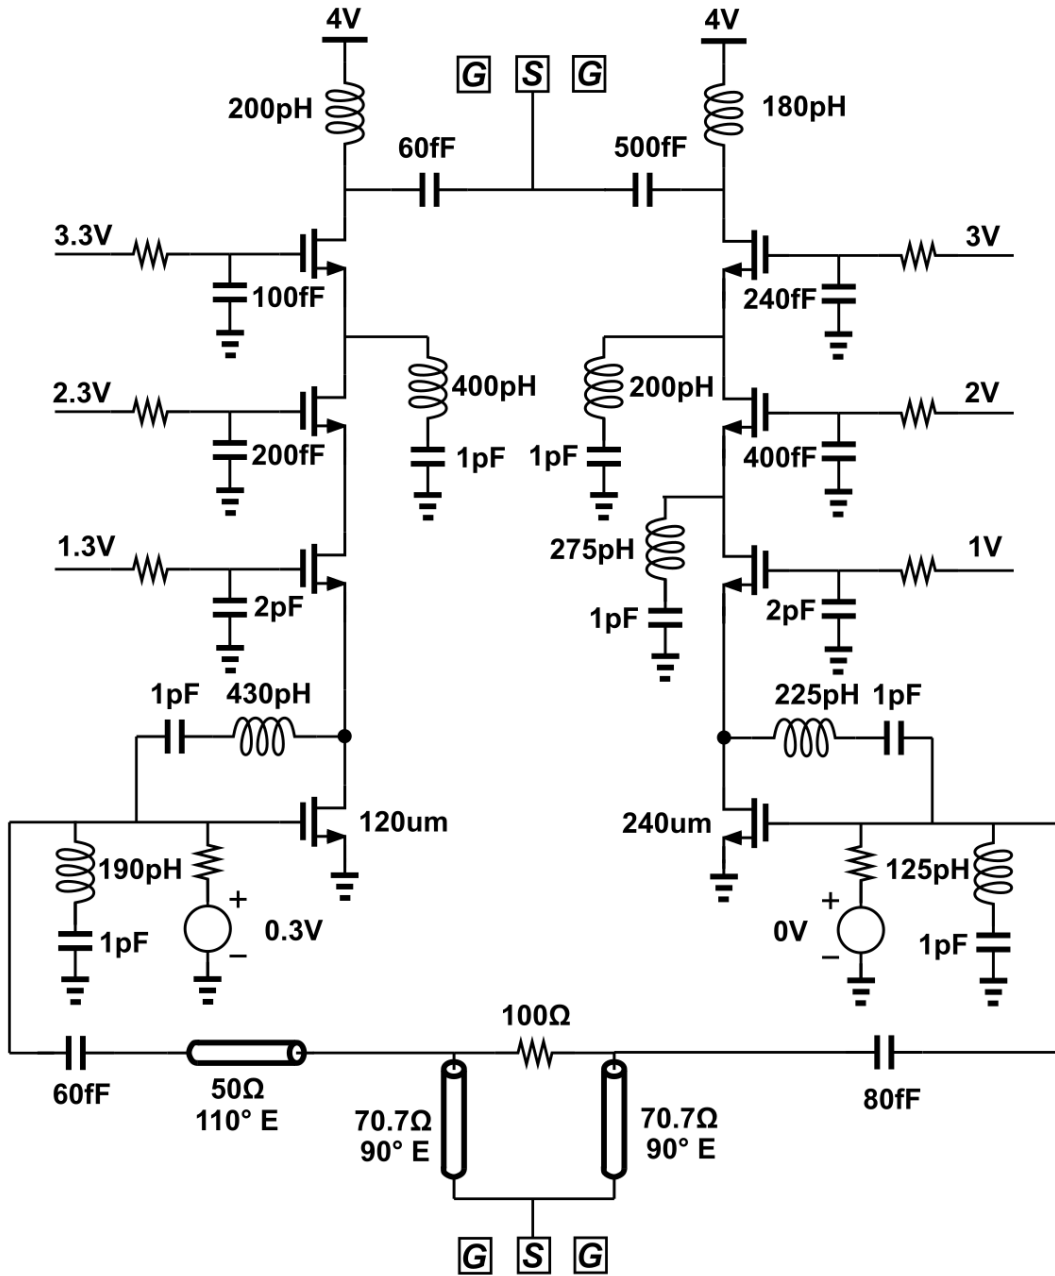 4V
4V
G S G
200pH
180pH
60fF
500fF
3.3V
3V
100fF
240fF
400pH
200pH
2.3V
2V
200fF
1pF
1pF
400fF
1.3V
275pH
1V
2pF
1pF
2pF
1pF
430pH
225pH
1pF
120um
240um
190pH
+
0.3V
−
1pF
0V
+
−
125pH
1pF
60fF
50Ω
110° E
100Ω
80fF
70.7Ω
90° E
70.7Ω
90° E
G S G